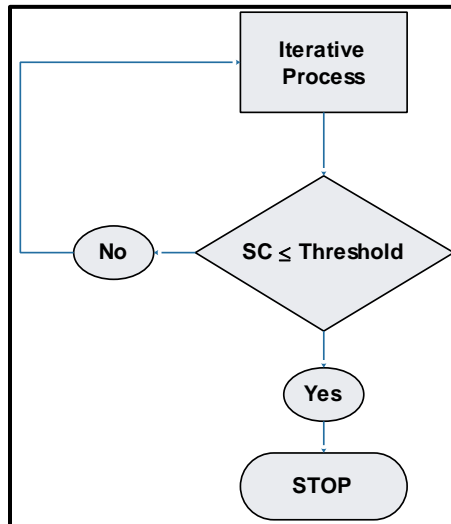 Iterative
Process
SC ≤ Threshold
No
Yes
STOP